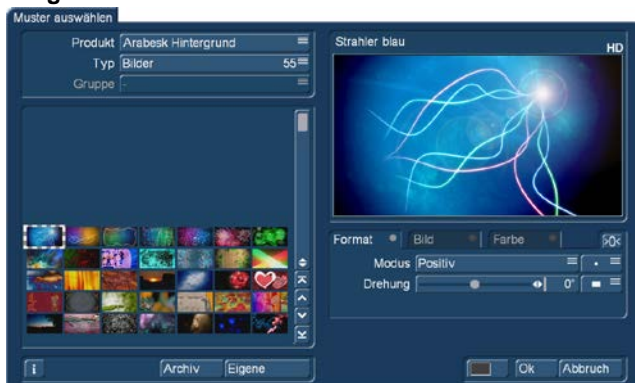 Muster auswählen
Produkt Arabesk Hintergrund
Typ Bilder 55
Gruppe -
Strahler blau
HD
Format Bild Farbe >0<
Modus Positiv
Drehung 0°
i Archiv Eigene
Ok Abbruch